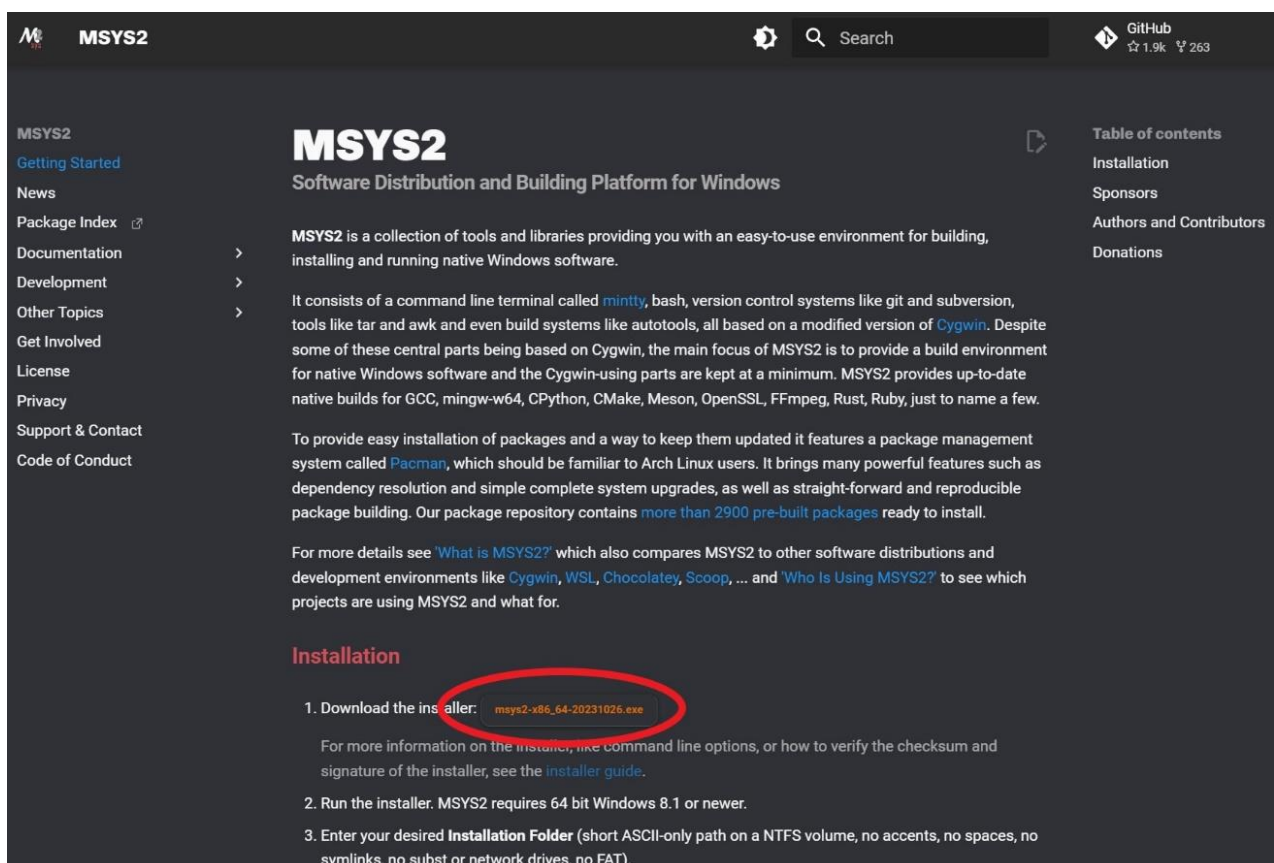 MSYS2
Search
GitHub
1.9k 263
MSYS2
Getting Started
News
Package Index
Documentation
Development
Other Topics
Get Involved
License
Privacy
Support & Contact
Code of Conduct
MSYS2
Software Distribution and Building Platform for Windows
MSYS2 is a collection of tools and libraries providing you with an easy-to-use environment for building,
installing and running native Windows software.
It consists of a command line terminal called mintty, bash, version control systems like git and subversion,
tools like tar and awk and even build systems like autotools, all based on a modified version of Cygwin. Despite
some of these central parts being based on Cygwin, the main focus of MSYS2 is to provide a build environment
for native Windows software and the Cygwin-using parts are kept at a minimum. MSYS2 provides up-to-date
native builds for GCC, mingw-w64, CPython, CMake, Meson, OpenSSL, FFmpeg, Rust, Ruby, just to name a few.
To provide easy installation of packages and a way to keep them updated it features a package management
system called Pacman, which should be familiar to Arch Linux users. It brings many powerful features such as
dependency resolution and simple complete system upgrades, as well as straight-forward and reproducible
package building. Our package repository contains more than 2900 pre-built packages ready to install.
For more details see 'What is MSYS2?' which also compares MSYS2 to other software distributions and
development environments like Cygwin, WSL, Chocolatey, Scoop, ... and 'Who Is Using MSYS2?' to see which
projects are using MSYS2 and what for.
Installation
1. Download the installer: msys2-x86_64-20231026.exe
For more information on the installer, like command line options, or how to verify the checksum and
signature of the installer, see the installer guide.
2. Run the installer. MSYS2 requires 64 bit Windows 8.1 or newer.
3. Enter your desired Installation Folder (short ASCII-only path on a NTFS volume, no accents, no spaces, no
symlinks, no subst or network drives, no FAT).
Table of contents
Installation
Sponsors
Authors and Contributors
Donations